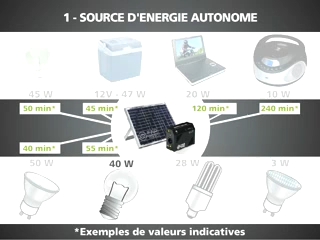 1 - SOURCE D'ENERGIE AUTONOME
45 W 12V - 47 W 20 W 10 W
50 min* 45 min* 120 min* 240 min*
40 min* 55 min*
50 W 40 W 28 W 3 W
*Exemples de valeurs indicatives